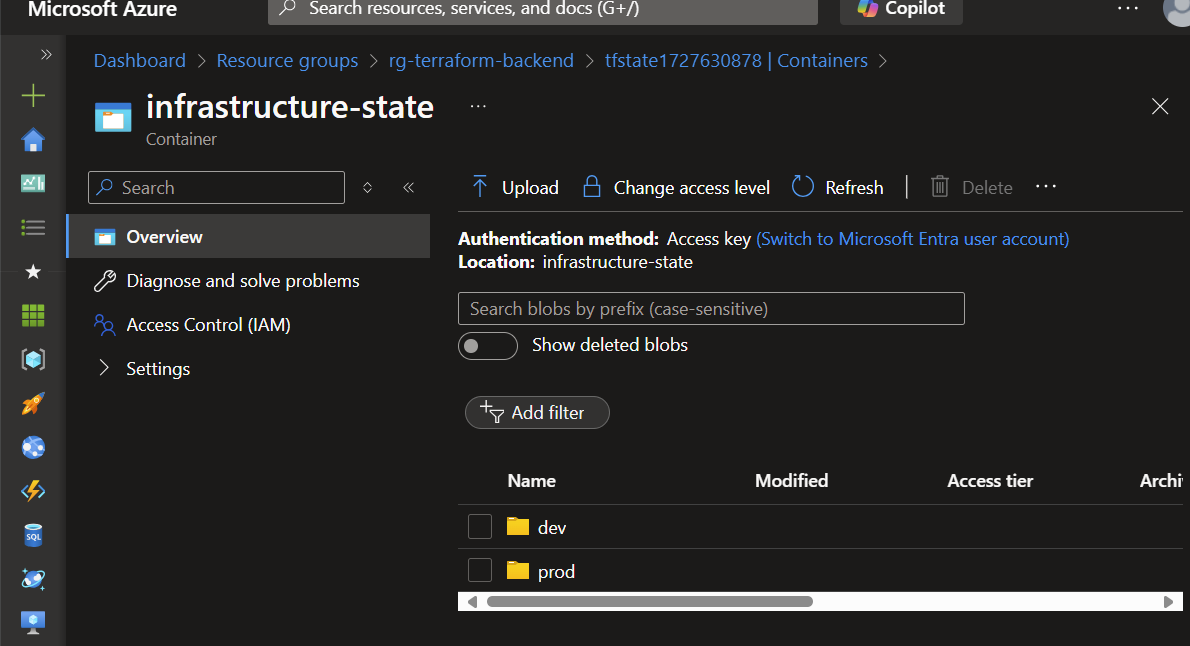 Microsoft Azure
Search resources, services, and docs (G+/)
Copilot
Dashboard > Resource groups > rg-terraform-backend > tfstate1727630878 | Containers >
infrastructure-state
Container
Search
Overview
Diagnose and solve problems
Access Control (IAM)
Settings
Upload
Change access level
Refresh
Delete
Authentication method: Access key (Switch to Microsoft Entra user account)
Location: infrastructure-state
Search blobs by prefix (case-sensitive)
Show deleted blobs
Add filter
Name Modified Access tier Archi
dev
prod
SQL